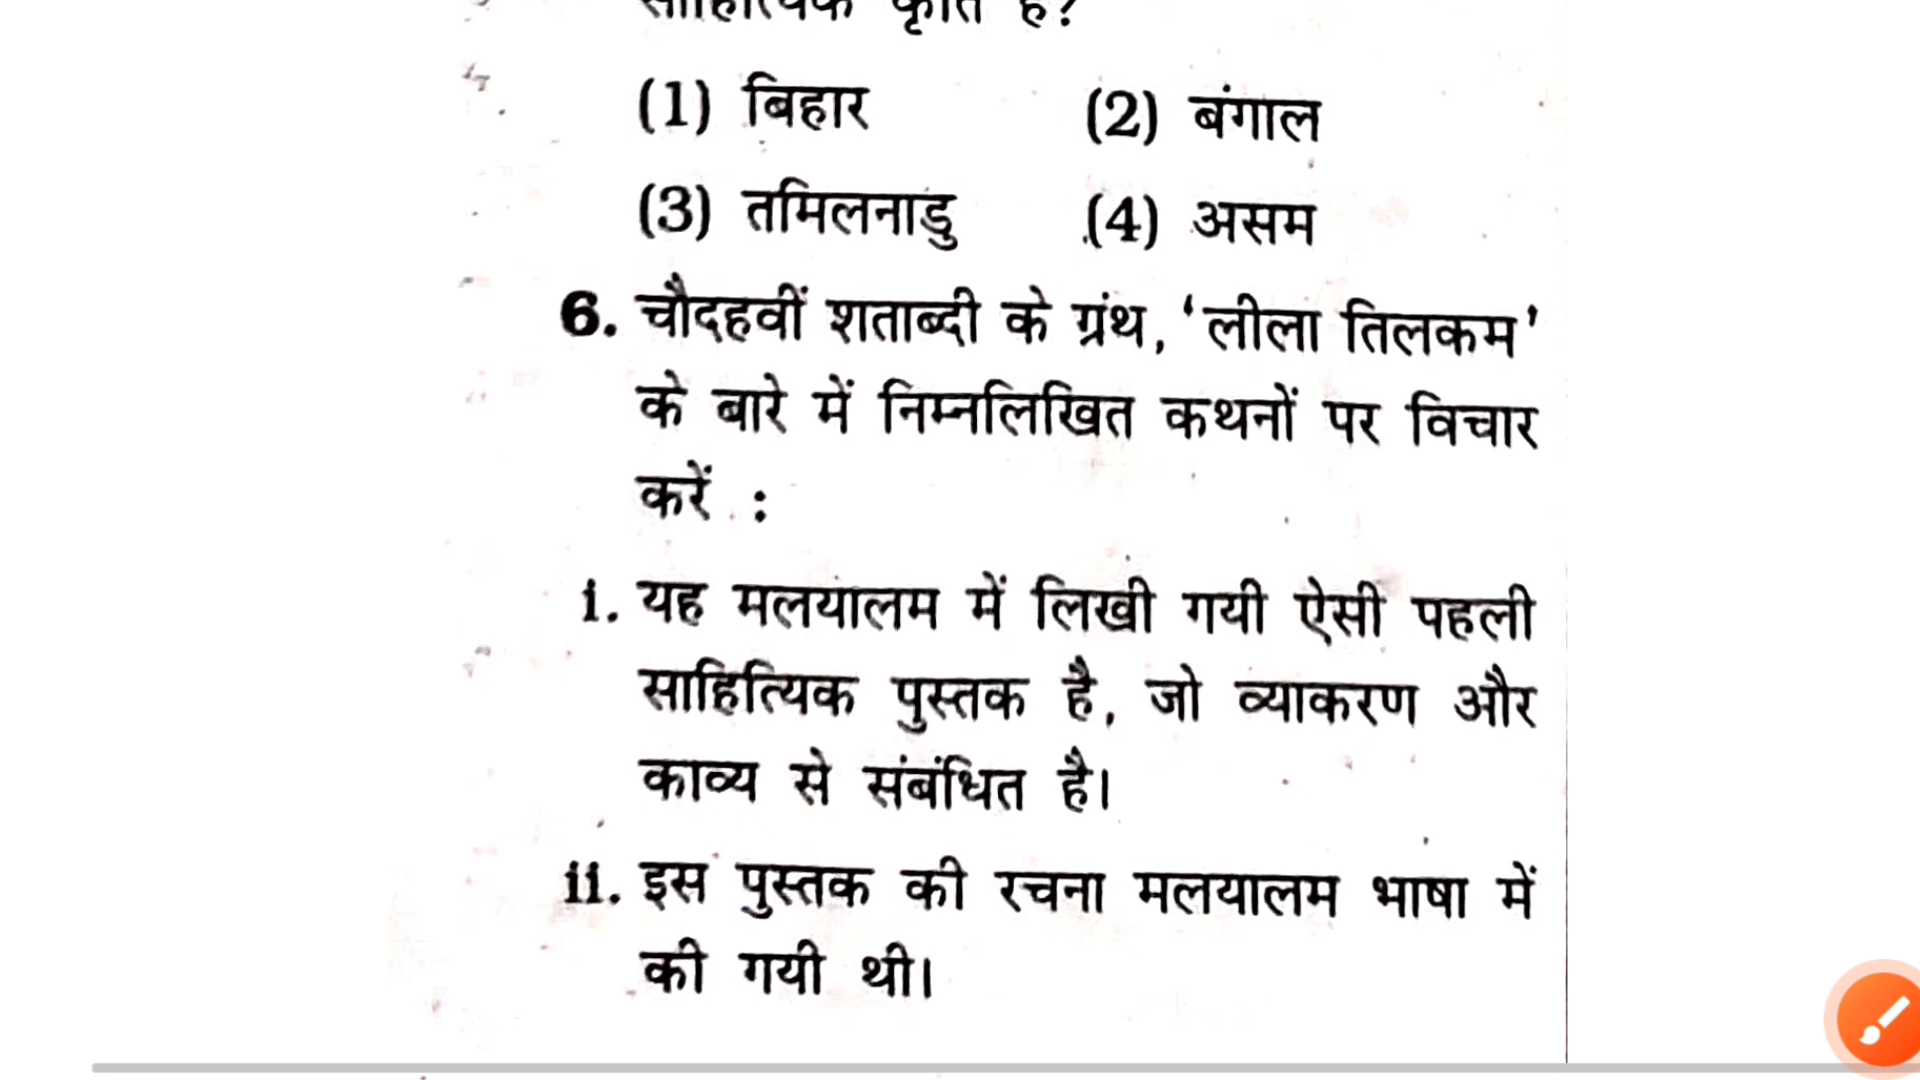 साहित्यिक कृति है?
(1) बिहार (2) बंगाल
(3) तमिलनाडु (4) असम
6. चौदहवीं शताब्दी के ग्रंथ, ‘लीला तिलकम’
के बारे में निम्नलिखित कथनों पर विचार
करें :
i. यह मलयालम में लिखी गयी ऐसी पहली
साहित्यिक पुस्तक है, जो व्याकरण और
काव्य से संबंधित है।
ii. इस पुस्तक की रचना मलयालम भाषा में
की गयी थी।